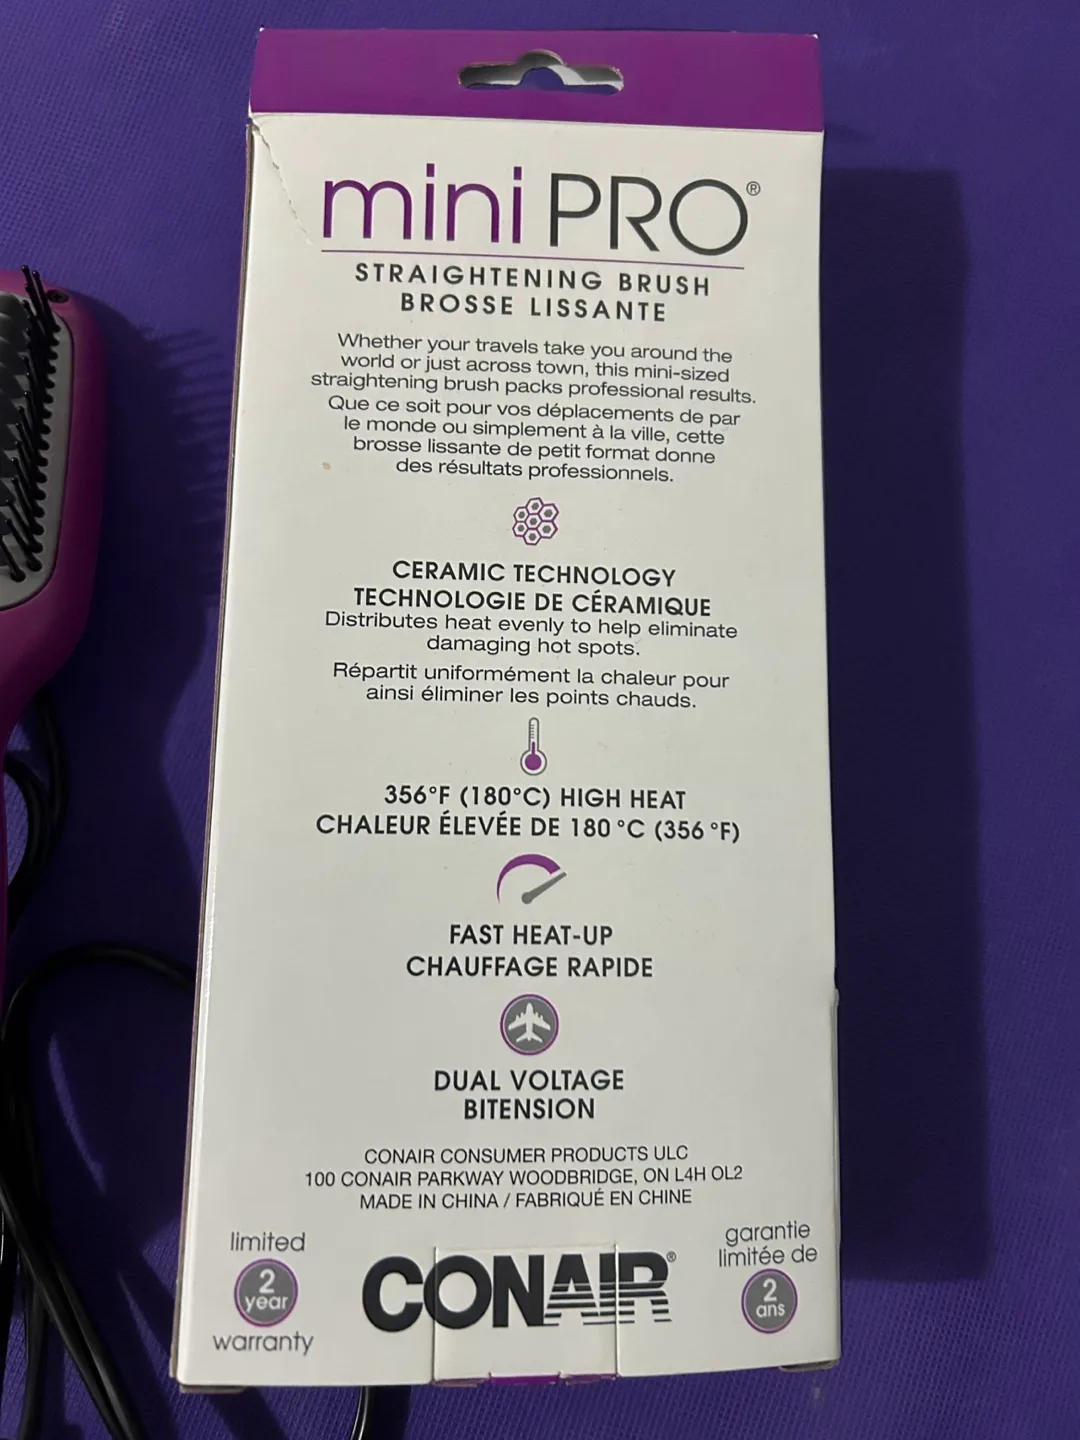 mini PRO®
STRAIGHTENING BRUSH
BROSSE LISSANTE
Whether your travels take you around the
world or just across town, this mini-sized
straightening brush packs professional results.
Que ce soit pour vos déplacements de par
le monde ou simplement à la ville, cette
brosse lissante de petit format donne
des résultats professionnels.
CERAMIC TECHNOLOGY
TECHNOLOGIE DE CÉRAMIQUE
Distributes heat evenly to help eliminate
damaging hot spots.
Répartit uniformément la chaleur pour
ainsi éliminer les points chauds.
356°F (180°C) HIGH HEAT
CHALEUR ÉLEVÉE DE 180 °C (356 °F)
FAST HEAT-UP
CHAUFFAGE RAPIDE
DUAL VOLTAGE
BITENSION
CONAIR CONSUMER PRODUCTS ULC
100 CONAIR PARKWAY WOODBRIDGE, ON L4H OL2
MADE IN CHINA / FABRIQUÉ EN CHINE
limited
2
year
warranty
CONAIR®
garantie
limitée de
2
ans